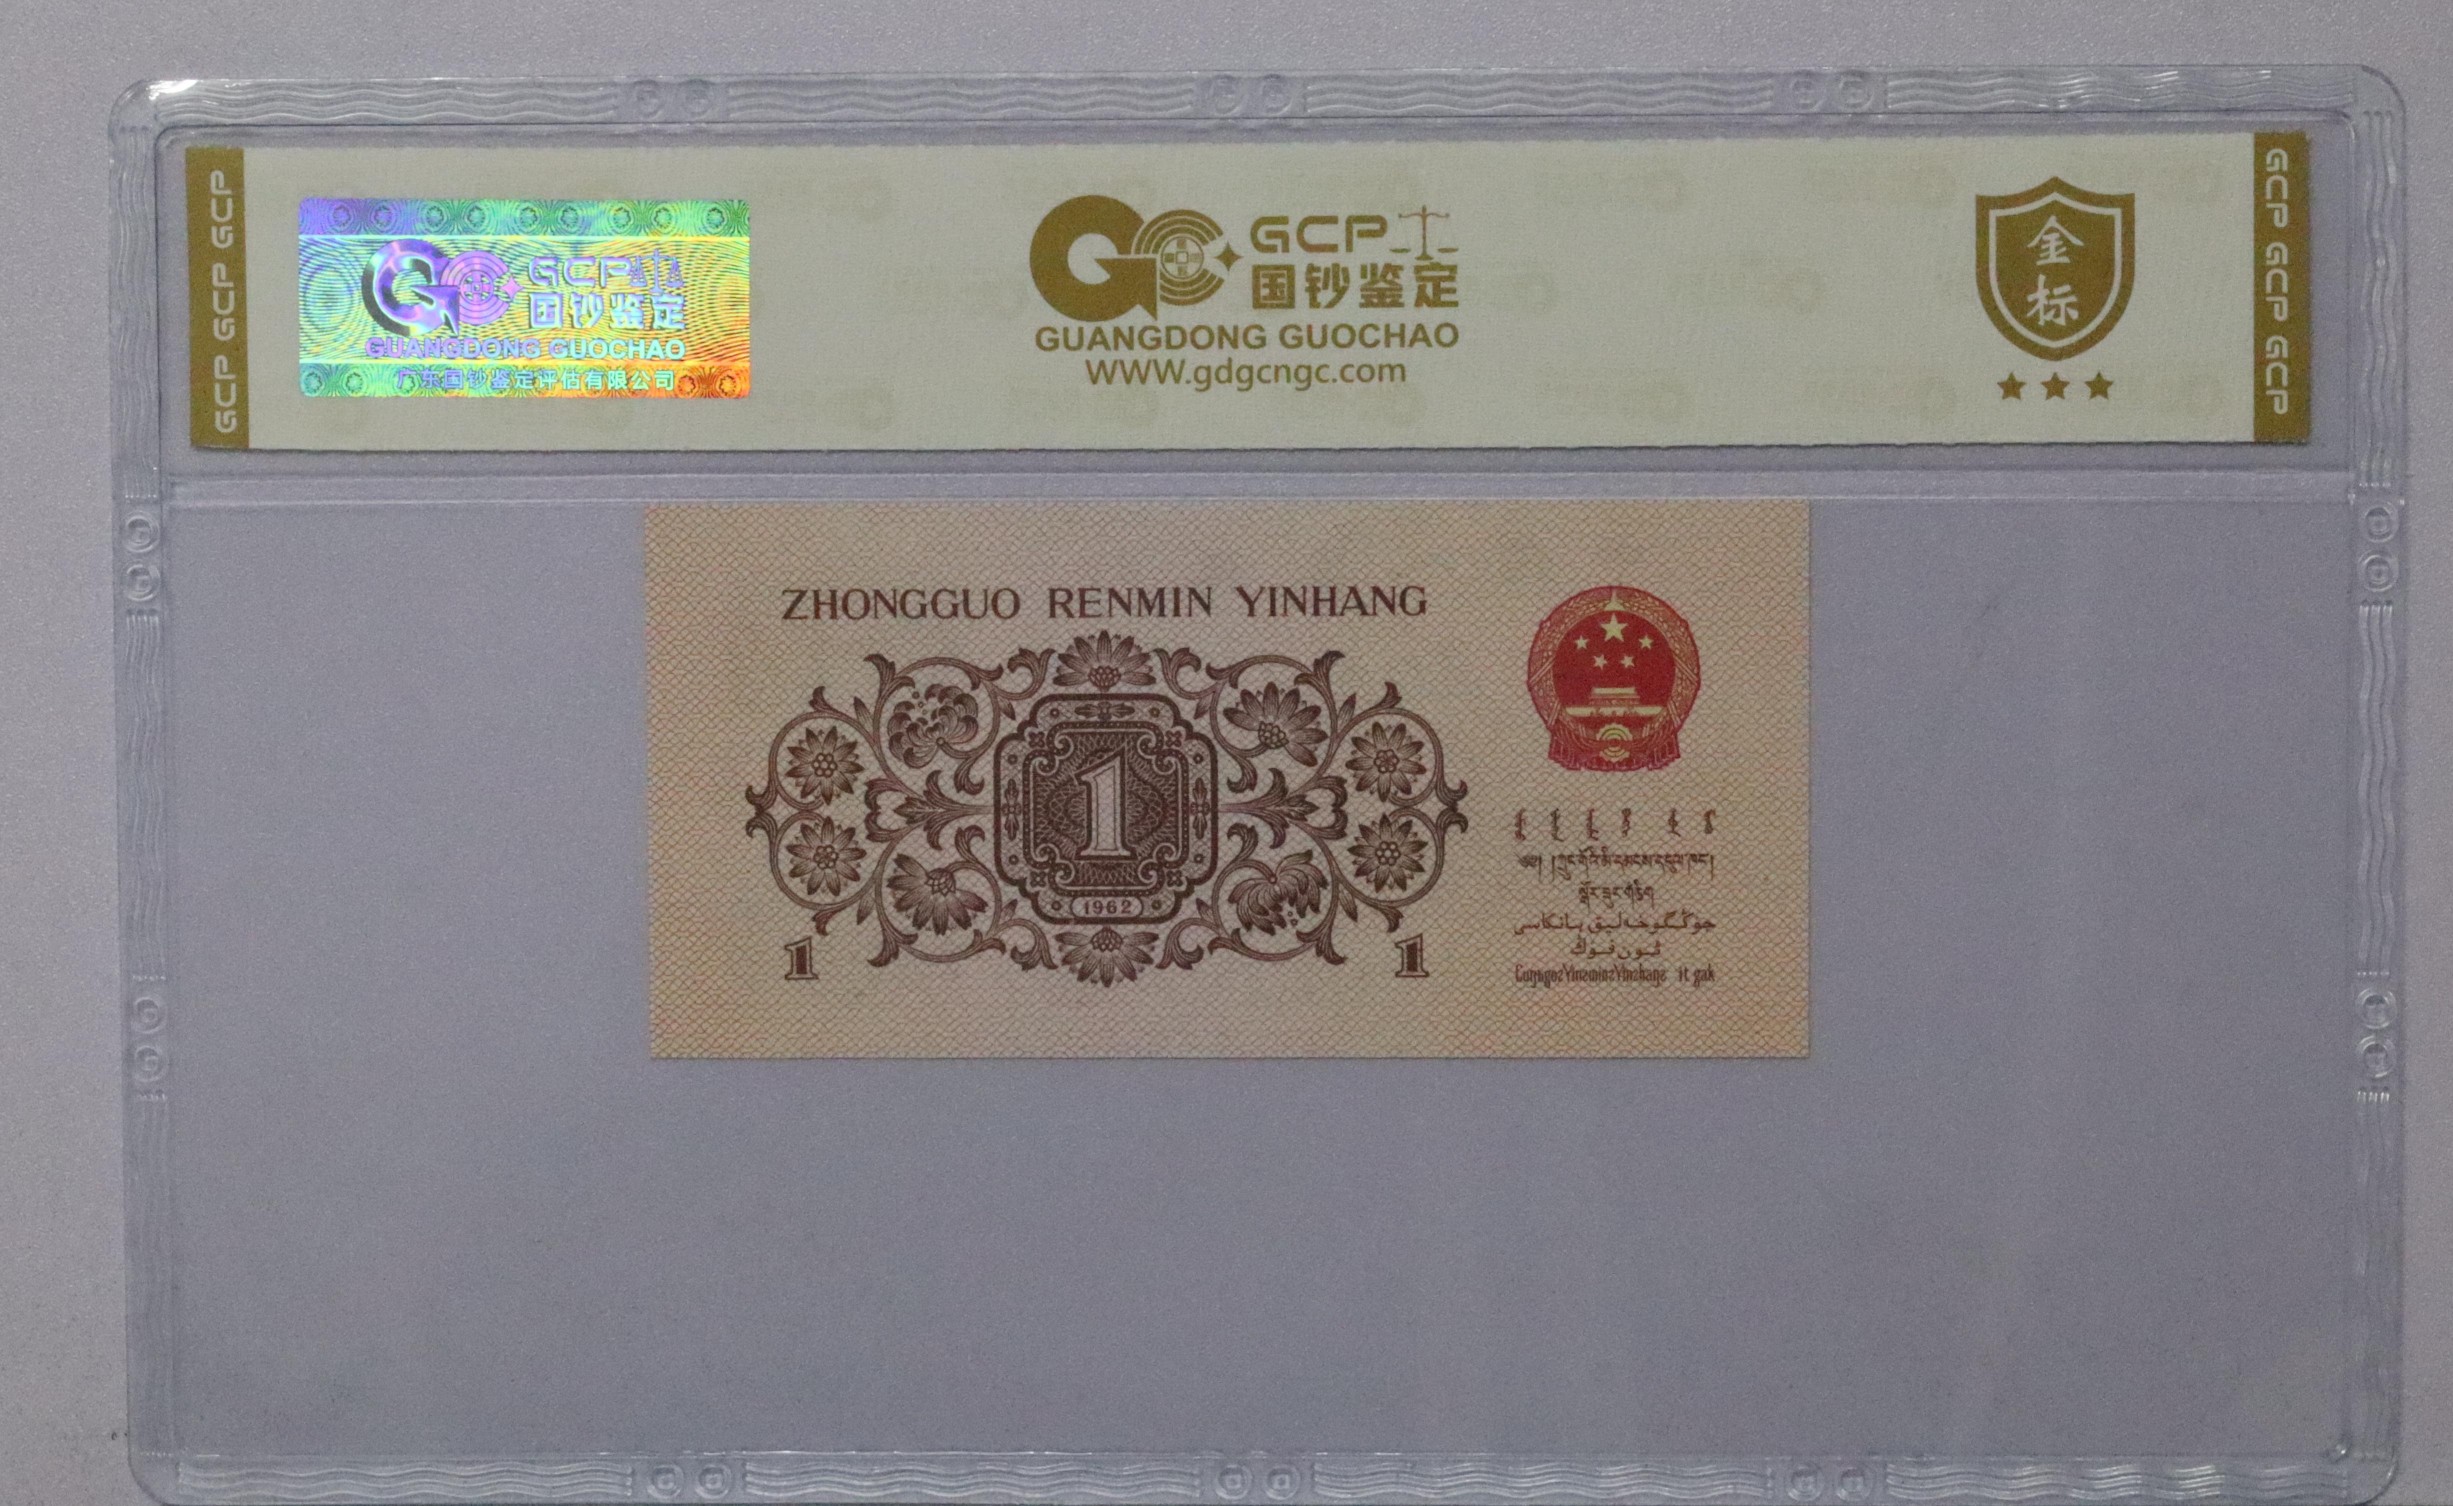 GCP GCP GCP
GCP
国钞鉴定
GUANGDONG GUOCHAO
广东国钞鉴定评估有限公司
GCP
国钞鉴定
GUANGDONG GUOCHAO
WWW.gdgcngc.com
金
标
GCP GCP GCP
ZHONGGUO RENMIN YINHANG
1
1962
1
1
جۇڭگوخەلىق بانكاسى